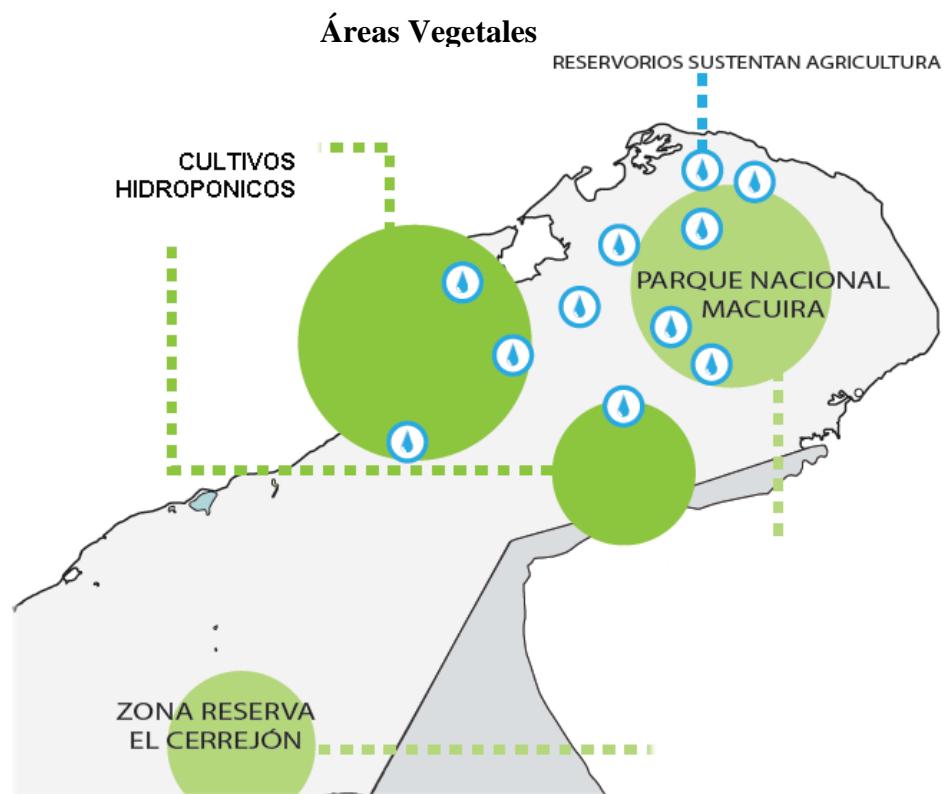 Áreas Vegetales
RESERVORIOS SUSTENTAN AGRICULTURA
CULTIVOS
HIDROPONICOS
PARQUE NACIONAL
MACUIRA
ZONA RESERVA
EL CERREJÓN